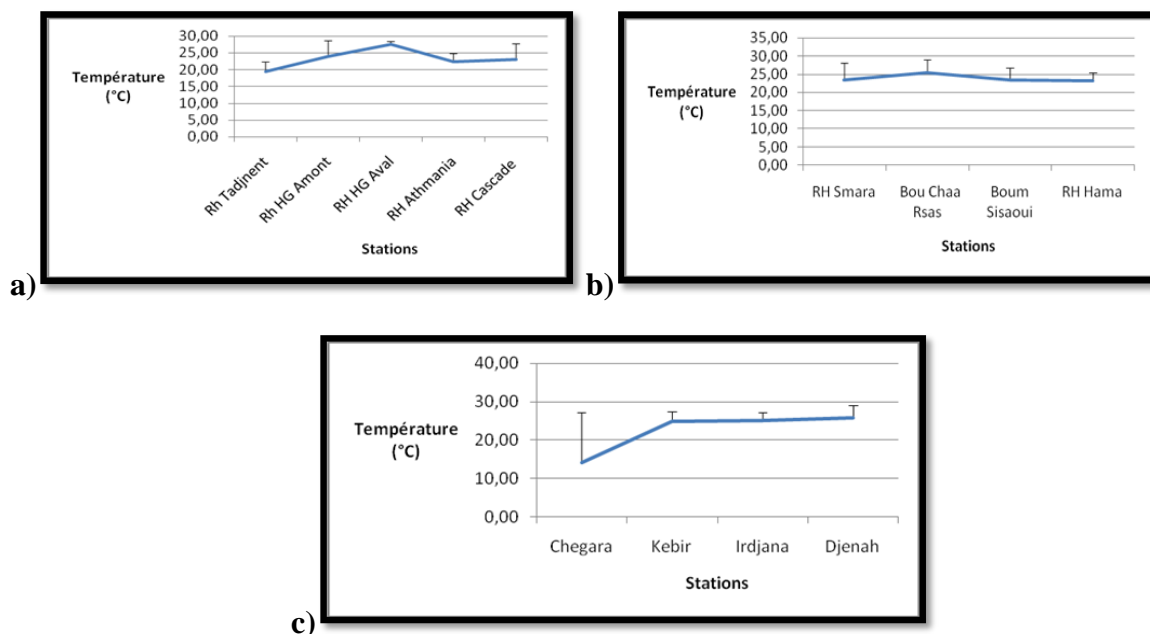 Température
(°C)
30,00
25,00
20,00
15,00
10,00
5,00
0,00
Rh Tadjnent
Rh HG Amont
RH HG Aval
RH Athmania
RH Cascade
Stations
a)
Température
(°C)
35,00
30,00
25,00
20,00
15,00
10,00
5,00
0,00
RH Smara
Bou Chaa
Rsas
Boum
Sisaoui
RH Hama
Stations
b)
Température
(°C)
40,00
30,00
20,00
10,00
0,00
Chegara
Kebir
Irdjana
Djenah
Stations
c)